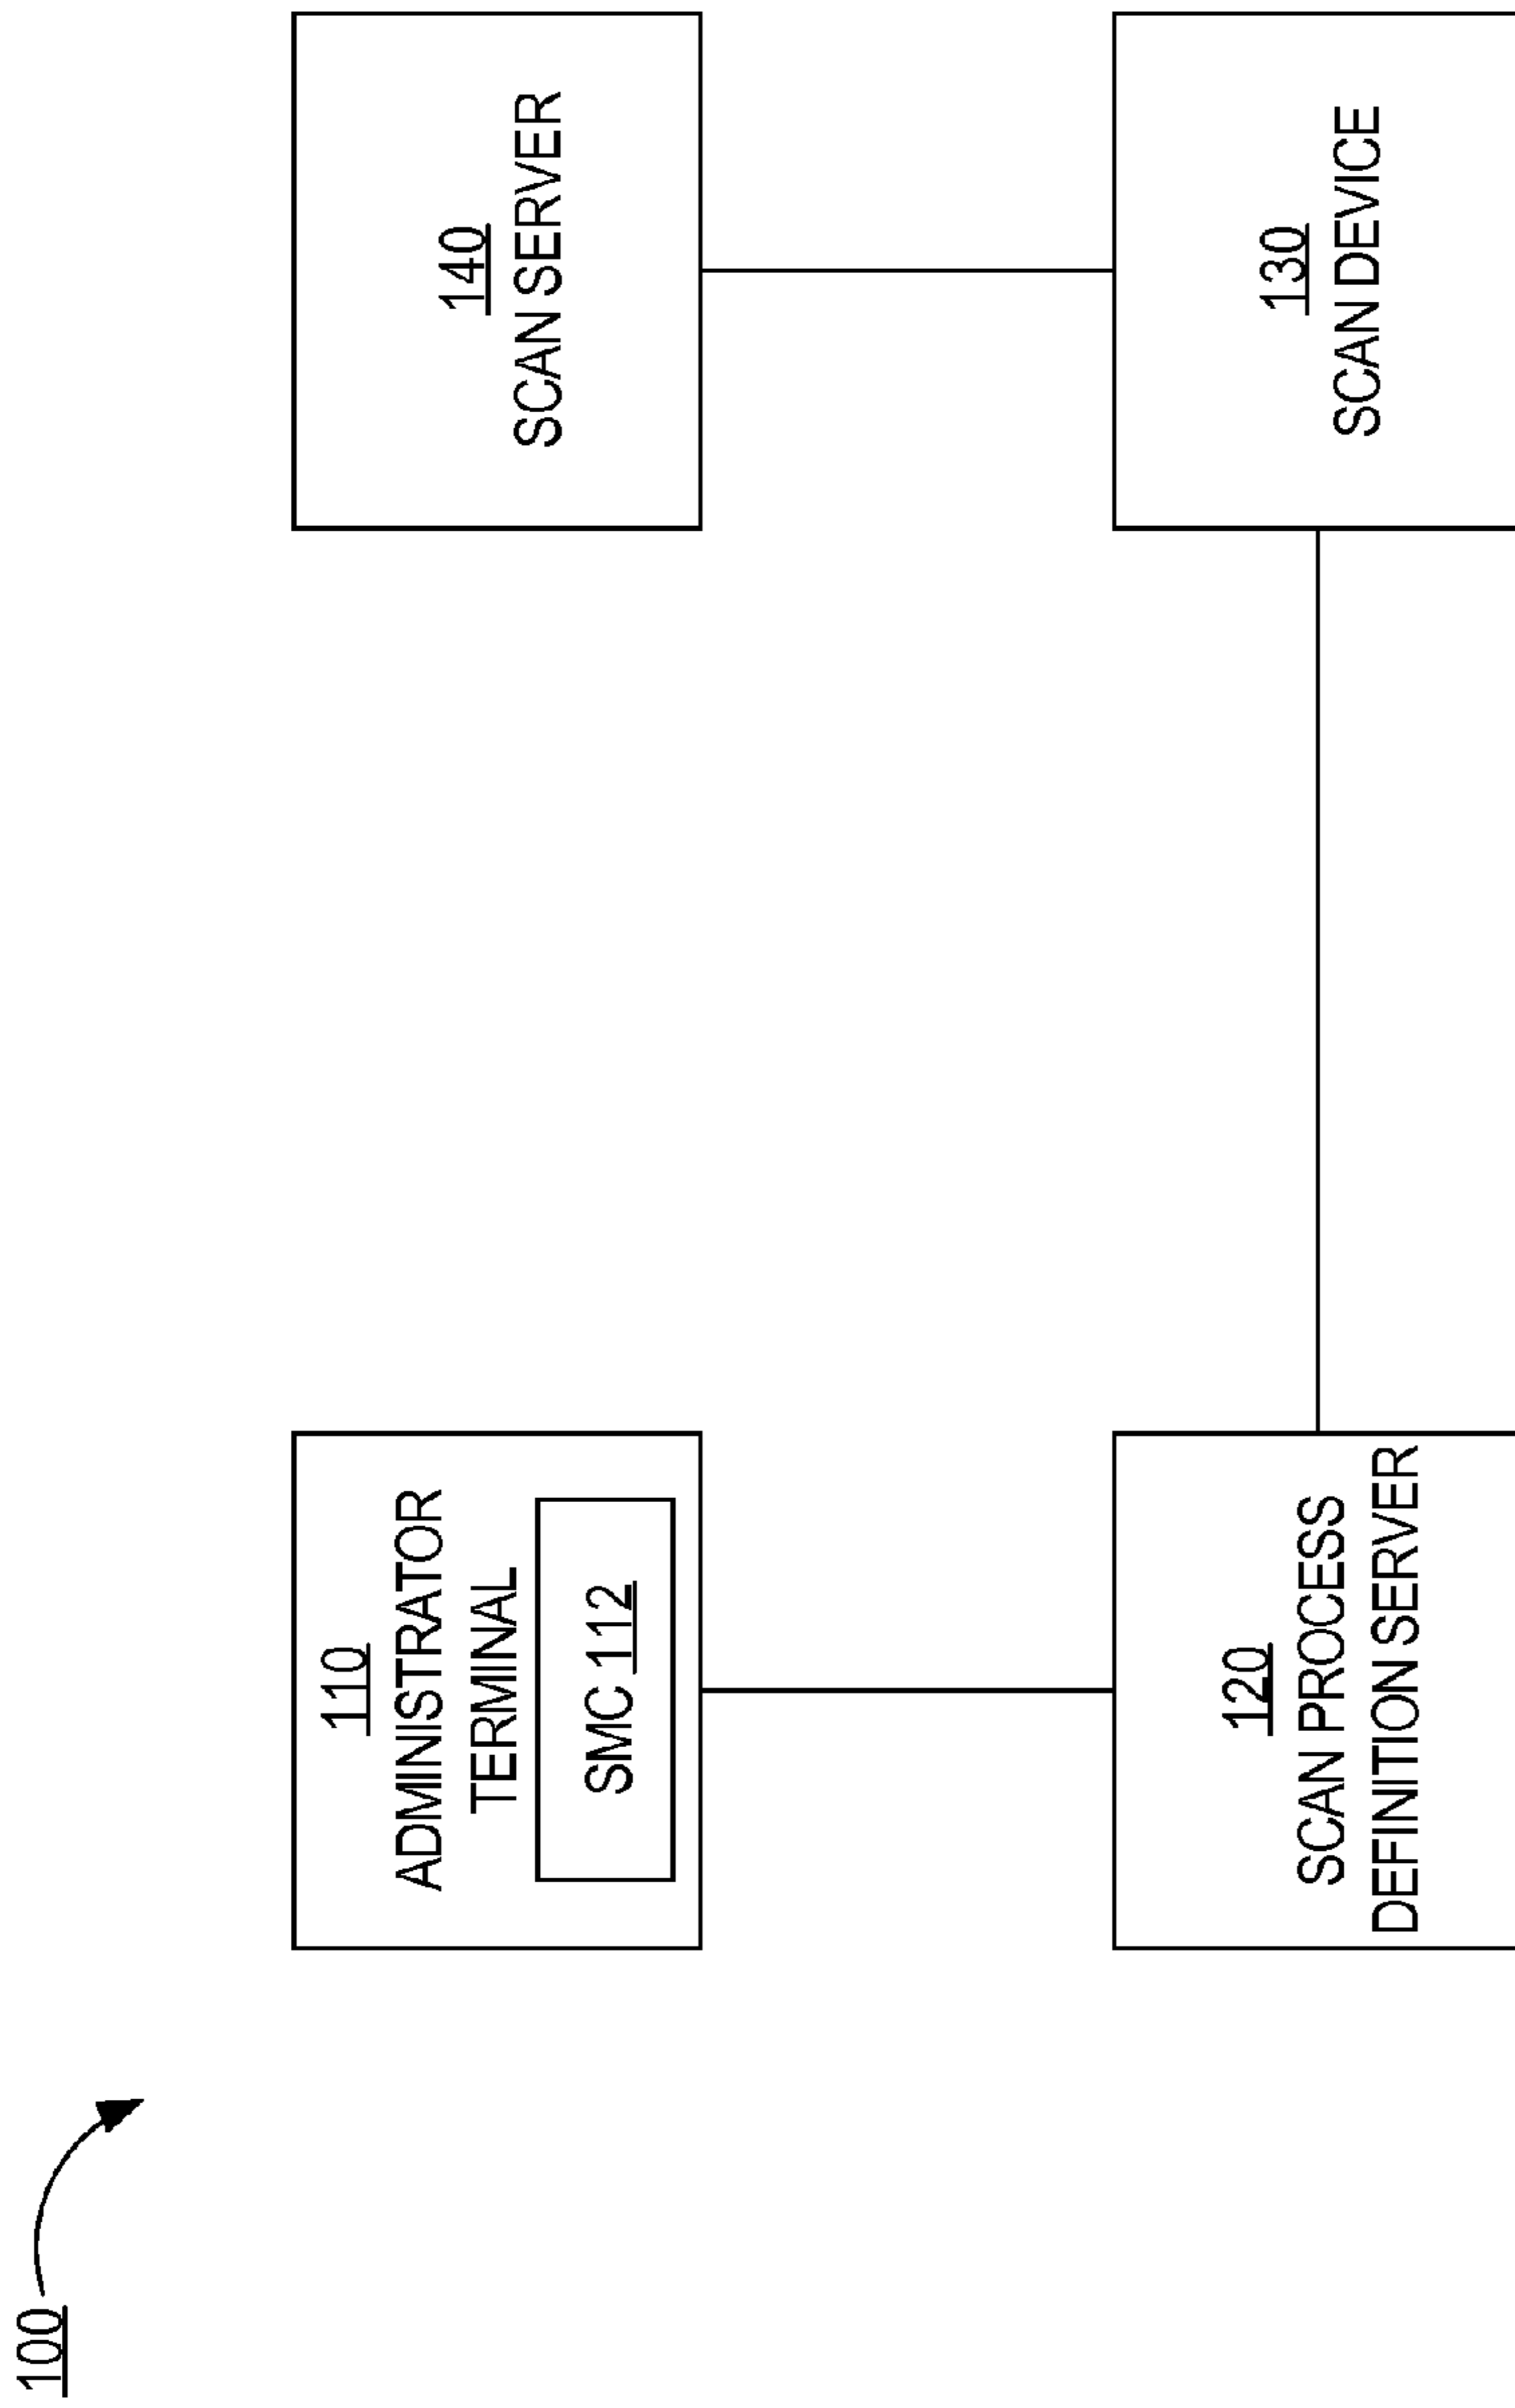 100
110
ADMINISTRATOR
TERMINAL
SMC 112
140
SCAN SERVER
120
SCAN PROCESS
DEFINITION SERVER
130
SCAN DEVICE